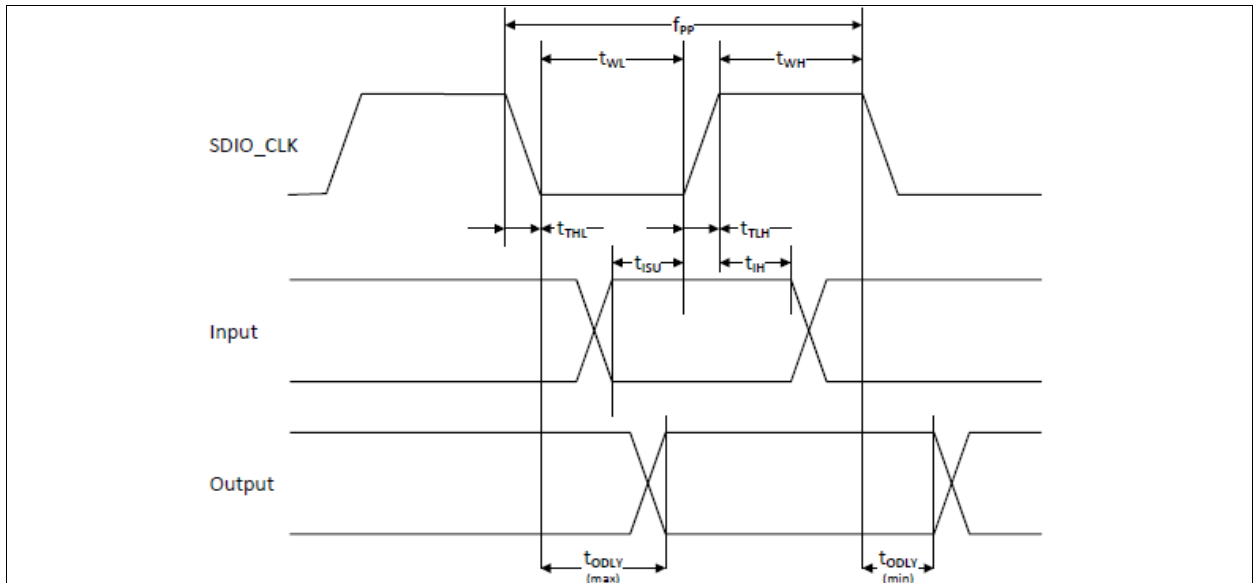 fPP
tWL
tWH
SDIO_CLK
tTHL
tTLH
tISU
tIH
Input
Output
tODLY
(max)
tODLY
(min)